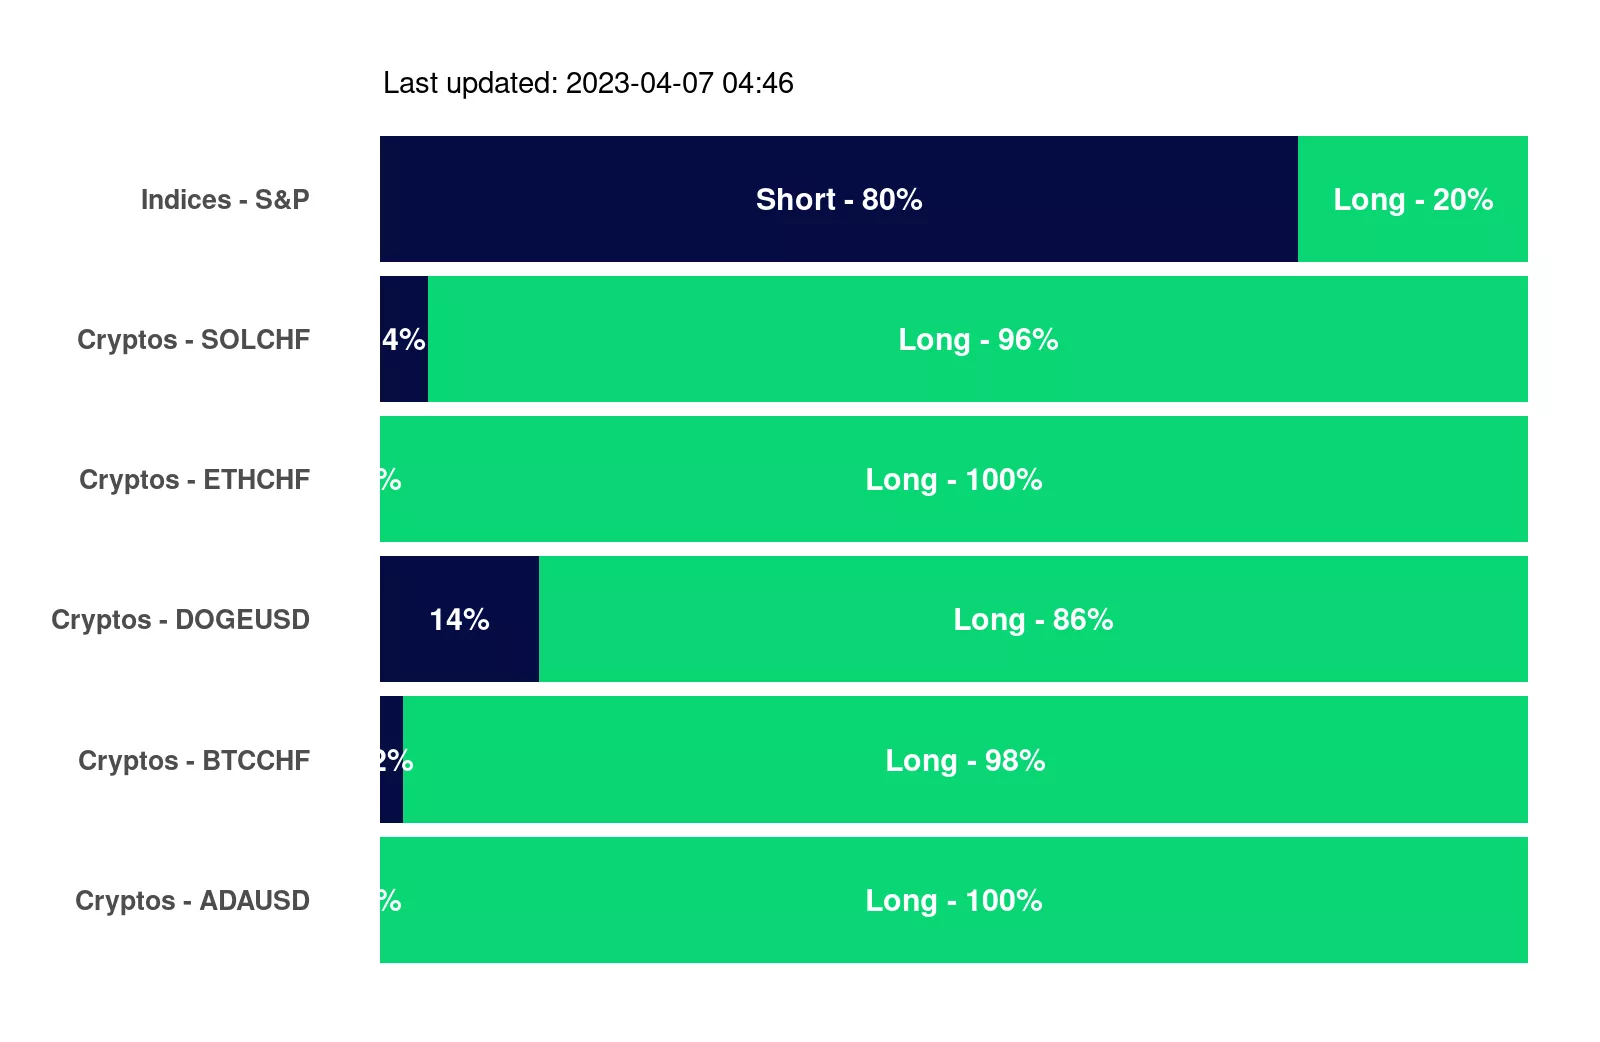 Last updated: 2023-04-07 04:46
Indices - S&P Short - 80% Long - 20%
Cryptos - SOLCHF 4% Long - 96%
Cryptos - ETHCHF % Long - 100%
Cryptos - DOGEUSD 14% Long - 86%
Cryptos - BTCCHF 2% Long - 98%
Cryptos - ADAUSD % Long - 100%